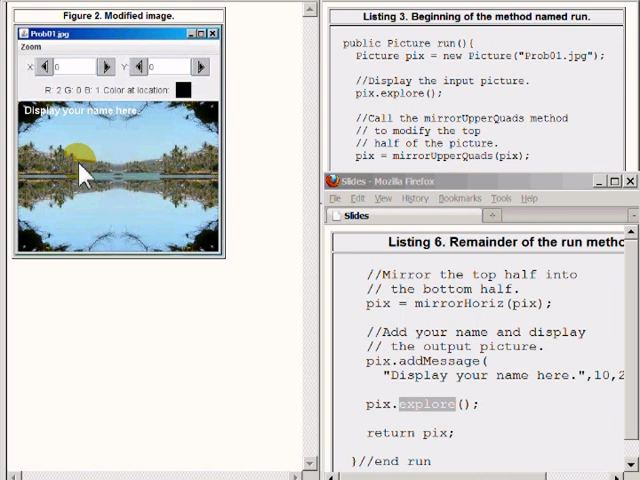 Figure 2. Modified image.
Prob01.jpg
Zoom
X: 0 Y: 0
R: 2 G: 0 B: 1 Color at location:
Display your name here.
Listing 3. Beginning of the method named run.
public Picture run(){
Picture pix = new Picture("Prob01.jpg");
//Display the input picture.
pix.explore();
//Call the mirrorUpperQuads method
// to modify the top
// half of the picture.
pix = mirrorUpperQuads(pix);
Slides - Mozilla Firefox
File Edit View History Bookmarks Tools Help
Slides
Listing 6. Remainder of the run metho
//Mirror the top half into
// the bottom half.
pix = mirrorHoriz(pix);
//Add your name and display
// the output picture.
pix.addMessage(
"Display your name here.",10,2
pix.explore();
return pix;
}//end run